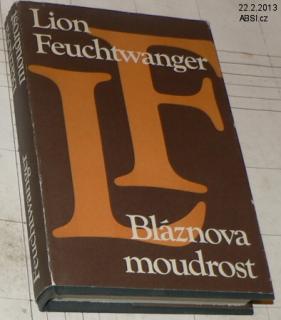 22.2.2013
ABSI.cz
Lion
Feuchtwanger
LF
Bláznova
moudrost
Feuchtwanger